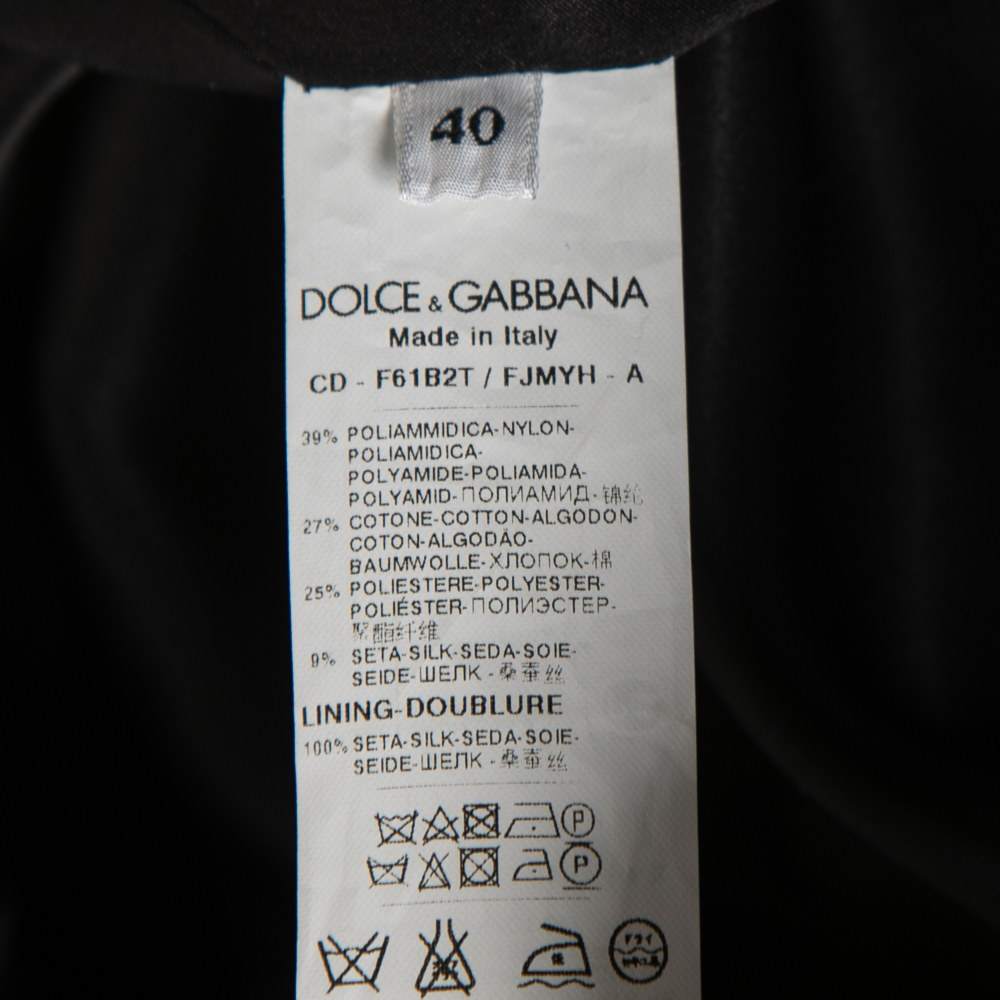 40
DOLCE & GABBANA
Made in Italy
CD - F61B2T / FJMYH - A
39% POLIAMMIDICA-NYLON-
POLIAMIDICA-
POLYAMIDE-POLIAMIDA-
POLYAMID-ПОЛИАМИД-锦纶
27% COTONE-COTTON-ALGODON-
COTON-ALGODÃO-
BAUMWOLLE-ХЛОПОК-棉
25% POLIESTERE-POLYESTER-
POLIÉSTER-ПОЛИЭСТЕР-
聚酯纤维
9% SETA-SILK-SEDA-SOIE-
SEIDE-ШЕЛК-桑蚕丝
LINING-DOUBLURE
100% SETA-SILK-SEDA-SOIE-
SEIDE-ШЕЛК-桑蚕丝
P
P
ドライ